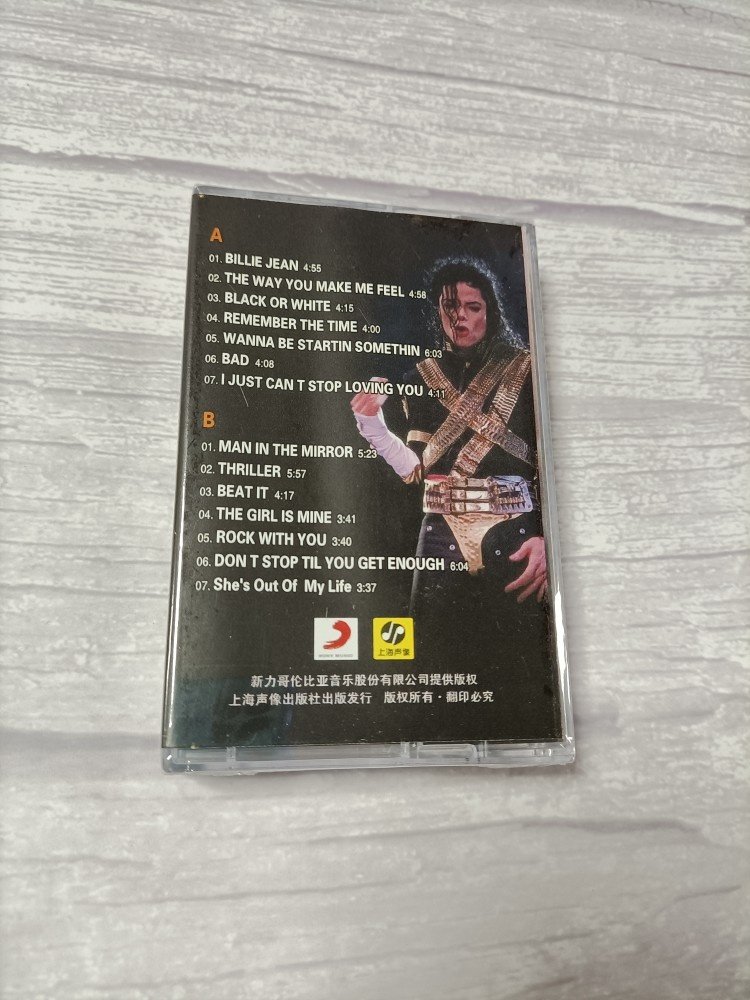 A
01. BILLIE JEAN 4:55
02. THE WAY YOU MAKE ME FEEL 4:58
03. BLACK OR WHITE 4:15
04. REMEMBER THE TIME 4:00
05. WANNA BE STARTIN SOMETHIN 6:03
06. BAD 4:08
07. I JUST CAN T STOP LOVING YOU 4:11
B
01. MAN IN THE MIRROR 5:23
02. THRILLER 5:57
03. BEAT IT 4:17
04. THE GIRL IS MINE 3:41
05. ROCK WITH YOU 3:40
06. DON T STOP TIL YOU GET ENOUGH 6:04
07. She's Out Of My Life 3:37
SONY MUSIC
上海声像
新力哥伦比亚音乐股份有限公司提供版权
上海声像出版社出版发行 版权所有·翻印必究